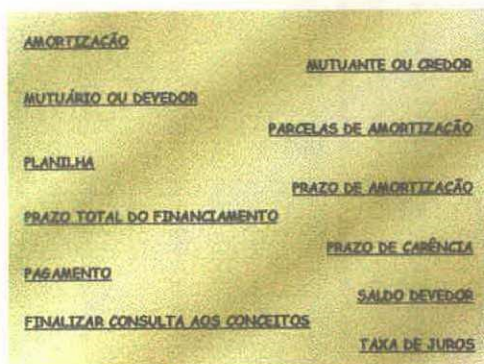 AMORTIZAÇÃO
MUTUANTE OU CREDOR
MUTUÁRIO OU DEVEDOR
PARCELAS DE AMORTIZAÇÃO
PLANILHA
PRAZO DE AMORTIZAÇÃO
PRAZO TOTAL DO FINANCIAMENTO
PRAZO DE CARÊNCIA
PAGAMENTO
SALDO DEVEDOR
FINALIZAR CONSULTA AOS CONCEITOS
TAXA DE JUROS